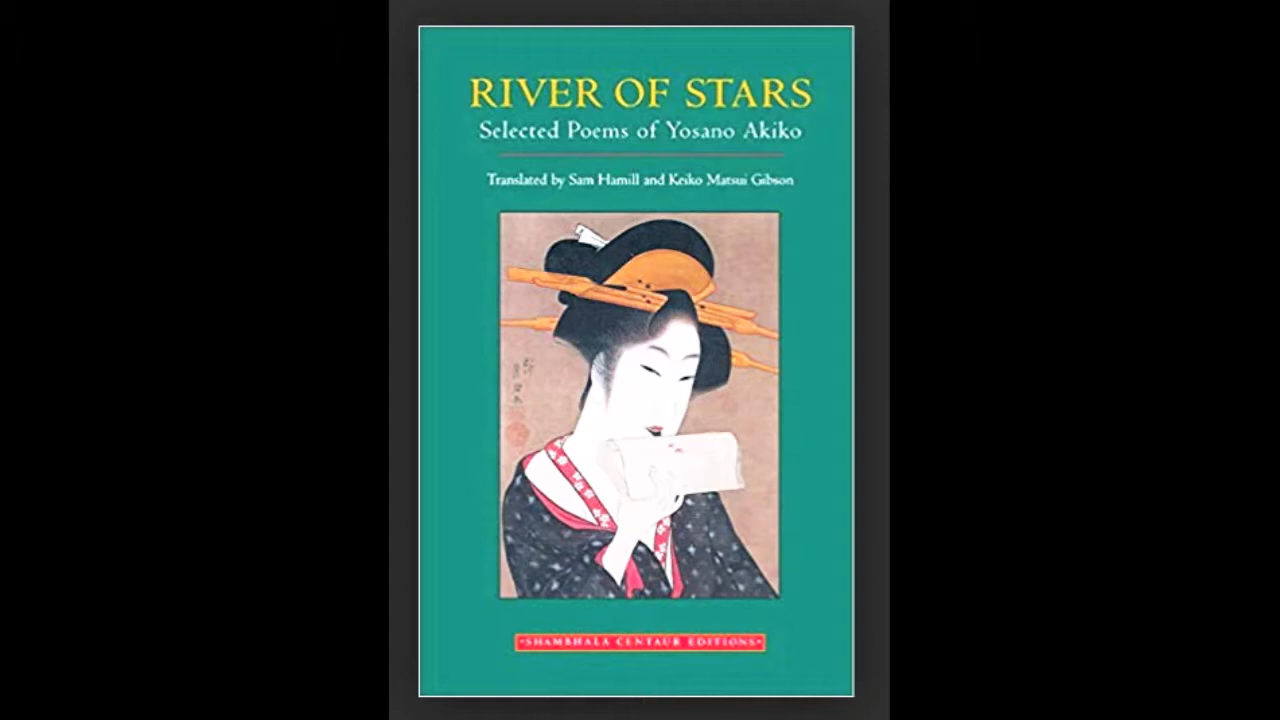 RIVER OF STARS
Selected Poems of Yosano Akiko
Translated by Sam Hamill and Keiko Matsui Gibson
·SHAMBHALA CENTAUR EDITIONS·